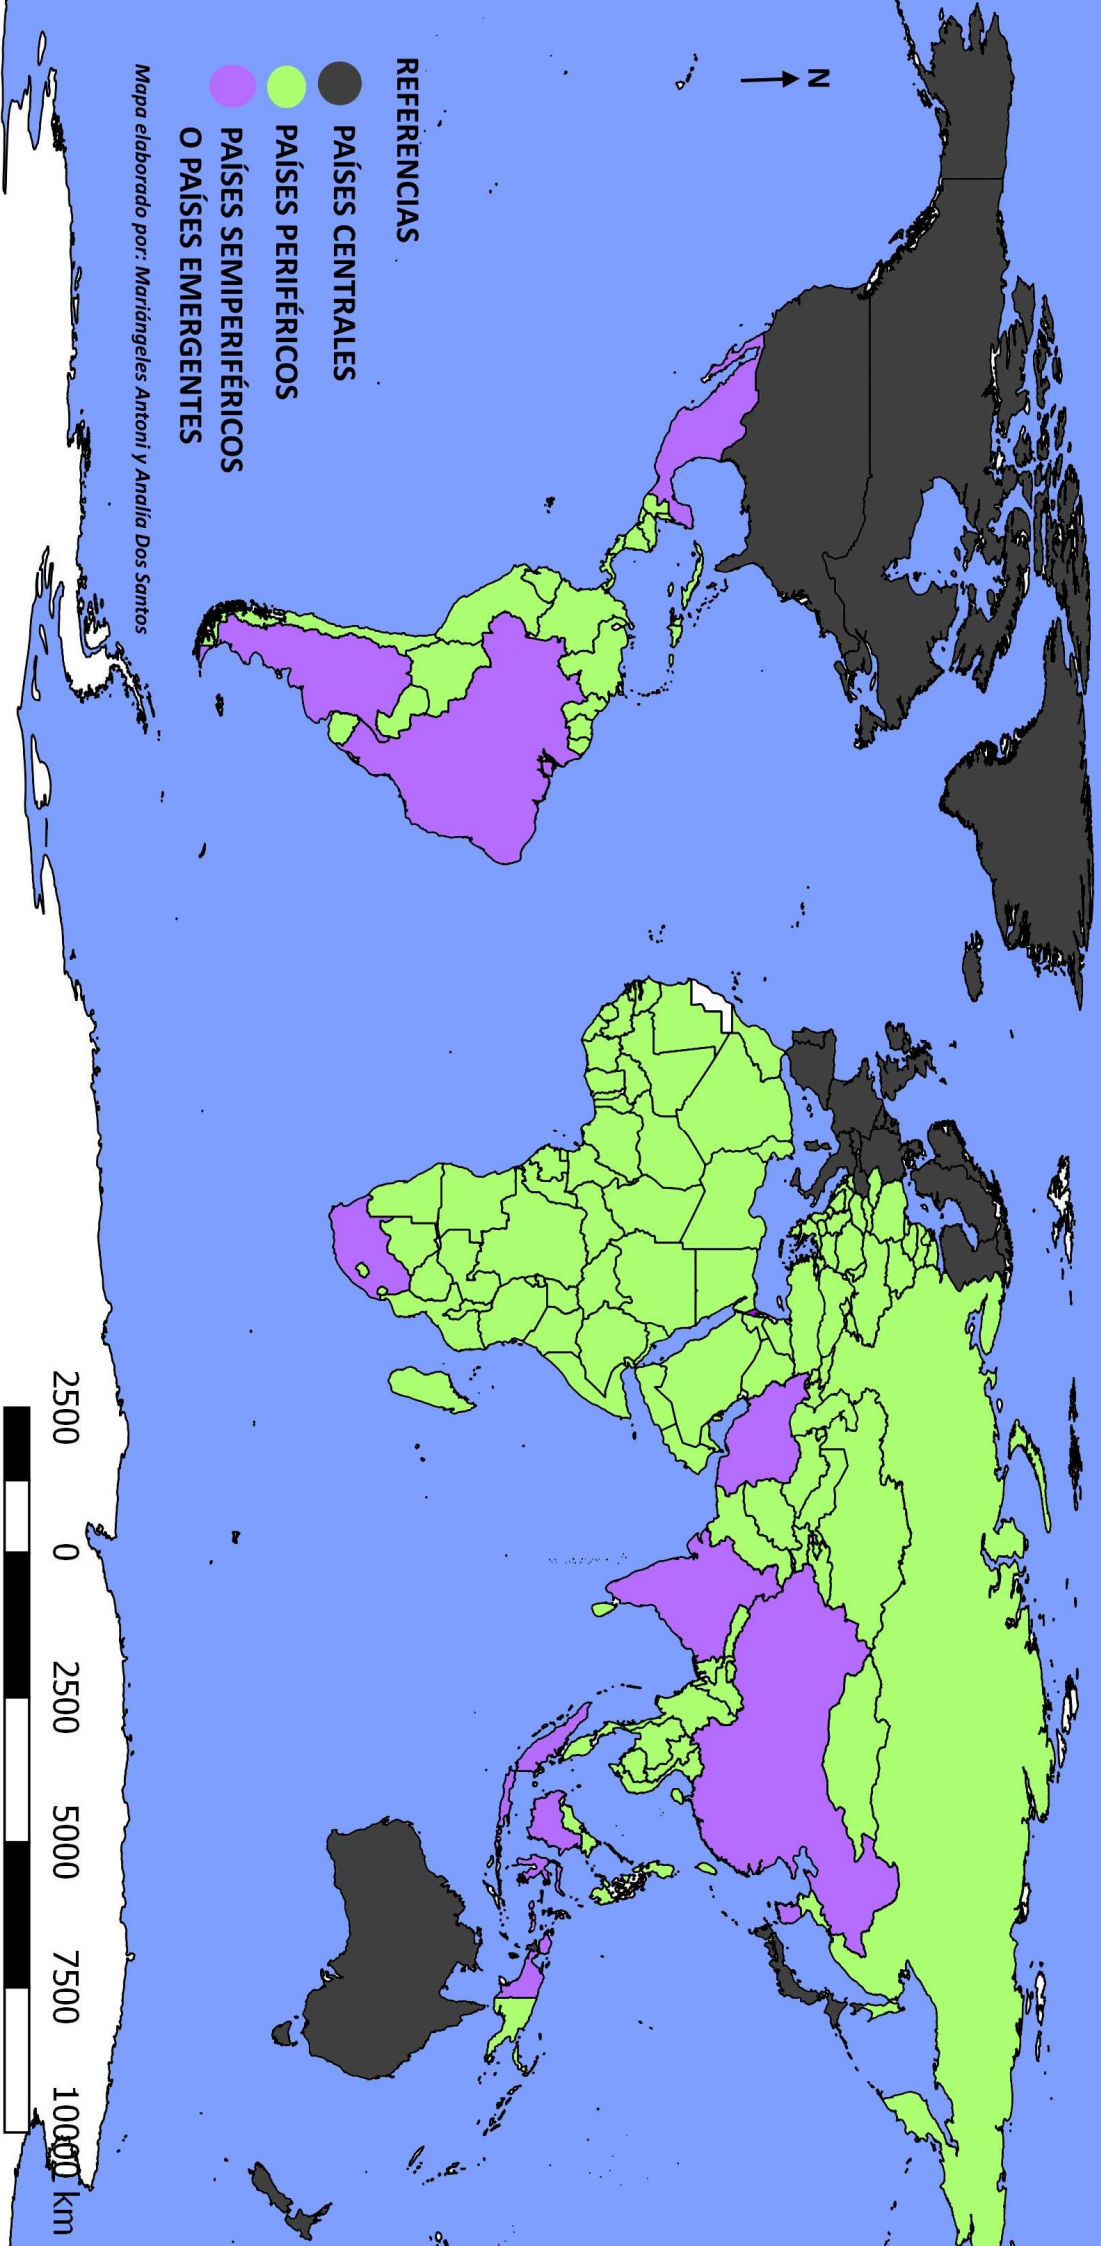 N
REFERENCIAS
PAÍSES CENTRALES
PAÍSES PERIFÉRICOS
PAÍSES SEMIPERIFÉRICOS
O PAÍSES EMERGENTES
Mapa elaborado por: Mariángeles Antoni y Analía Dos Santos
2500 0 2500 5000 7500 10000 km